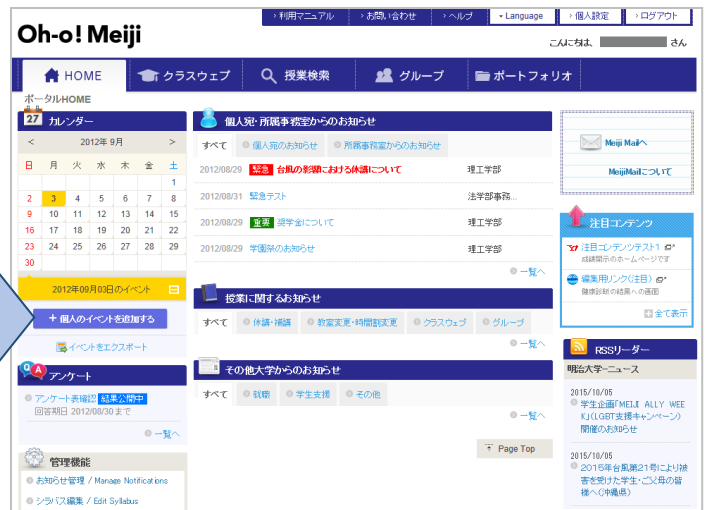 利用マニュアル お問い合わせ ヘルプ Language 個人設定 ログアウト
Oh-o! Meiji
こんにちは、 さん
HOME クラスウェブ 授業検索 グループ ポートフォリオ
ポータルHOME
27 カレンダー
< 2012年 9月 >
日 月 火 水 木 金 土
1
2 3 4 5 6 7 8
9 10 11 12 13 14 15
16 17 18 19 20 21 22
23 24 25 26 27 28 29
30
2012年09月03日のイベント
+ 個人のイベントを追加する
イベントをエクスポート
Q A アンケート
アンケート表確認 結果公開中
回答期日 2012/08/30 まで
一覧へ
管理機能
お知らせ管理 / Manage Notifications
シラバス編集 / Edit Syllabus
個人宛・所属事務室からのお知らせ
すべて 個人宛のお知らせ 所属事務室からのお知らせ
2012/08/29 緊急 台風の影響における休講について 理工学部
2012/08/31 緊急テスト 法学部事務...
2012/08/29 重要 奨学金について 理工学部
2012/08/29 学園祭のお知らせ 理工学部
一覧へ
授業に関するお知らせ
すべて 休講・補講 教室変更・時間割変更 クラスウェブ グループ
一覧へ
その他大学からのお知らせ
すべて 就職 学生支援 その他
一覧へ
Page Top
Meiji Mailへ
MeijiMailについて
注目コンテンツ
注目コンテンツテスト1
成績開示のホームページです
編集用リンク(注目)
健康診断の結果への画面
全て表示
RSSリーダー
明治大学-ニュース
2015/10/05
学生企画「MEIJI ALLY WEE
K」(LGBT支援キャンペーン)
開催のお知らせ
2015/10/05
2015年台風第21号により被
害を受けた学生・ご父母の皆
様へ(沖縄県)